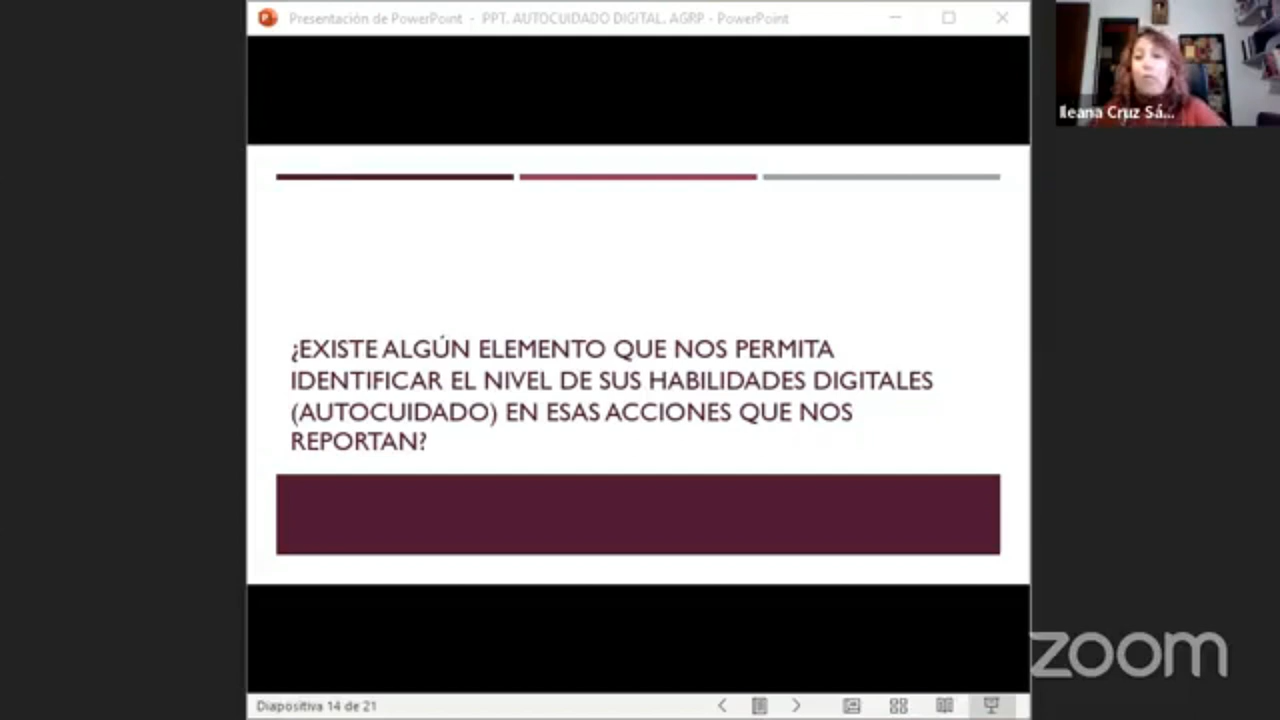 Presentación de PowerPoint - PPT. AUTOCUIDADO DIGITAL. AGRP - PowerPoint
Ileana Cruz Sá...
¿EXISTE ALGÚN ELEMENTO QUE NOS PERMITA
IDENTIFICAR EL NIVEL DE SUS HABILIDADES DIGITALES
(AUTOCUIDADO) EN ESAS ACCIONES QUE NOS
REPORTAN?
zoom
Diapositiva 14 de 21